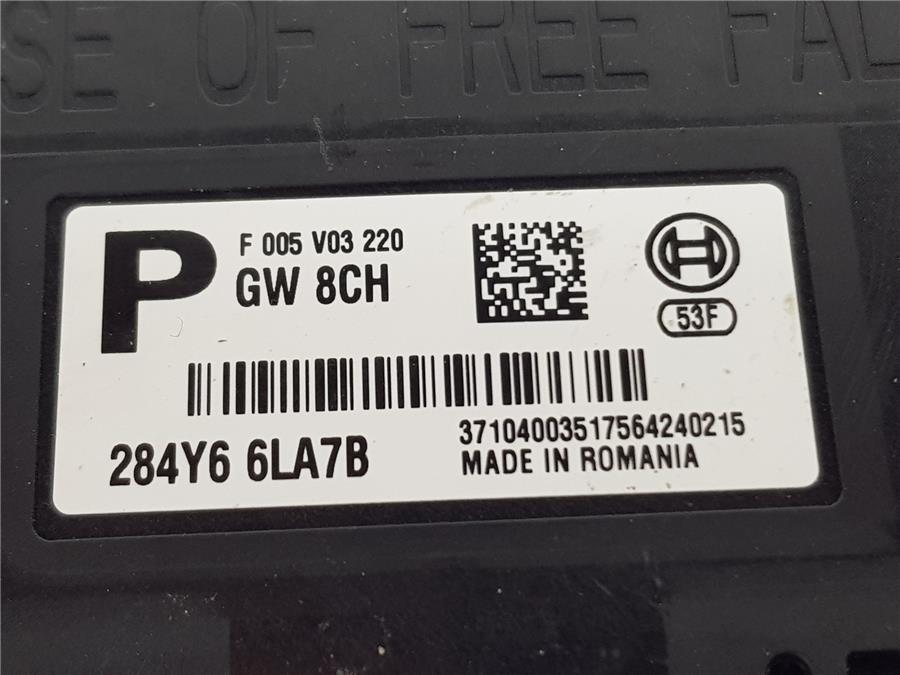 SE OF FREE FAL
P
F 005 V03 220
GW 8CH
53F
284Y6 6LA7B
37104003517564240215
MADE IN ROMANIA